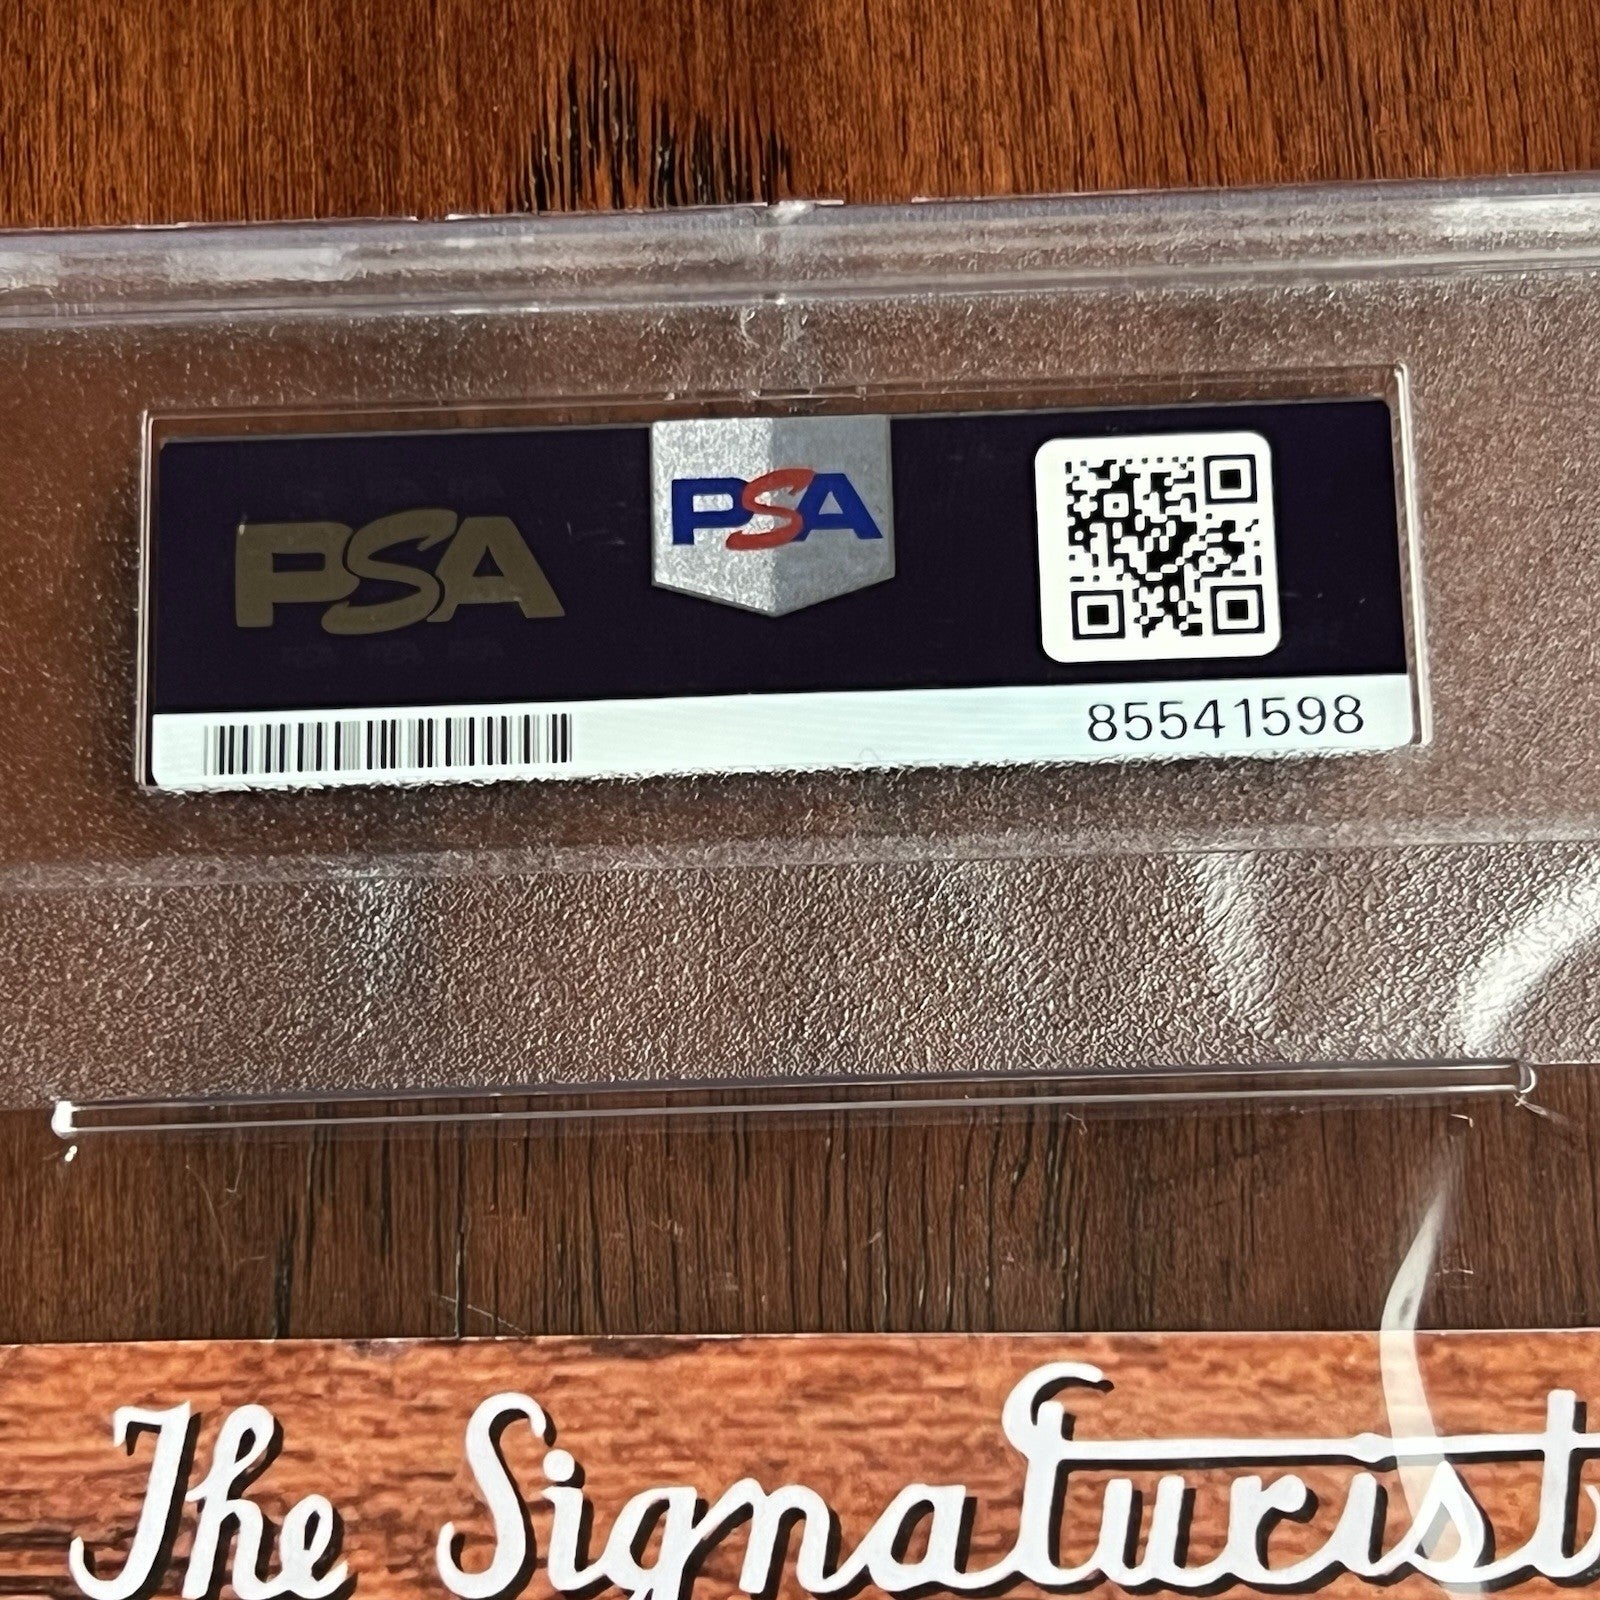 PSA
PSA
85541598
The Signaturist